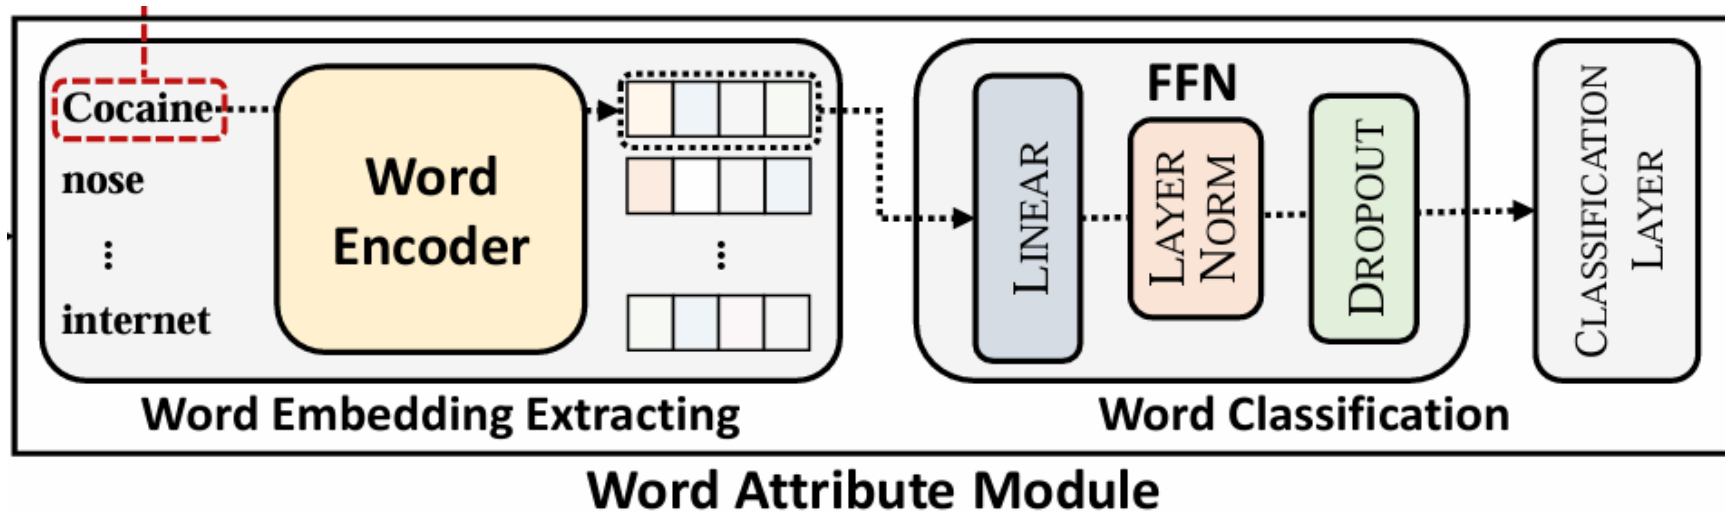 Cocaine
nose
internet
Word
Encoder
Word Embedding Extracting
FFN
LINEAR
LAYER
NORM
DROPOUT
Word Classification
CLASSIFICATION
LAYER
Word Attribute Module